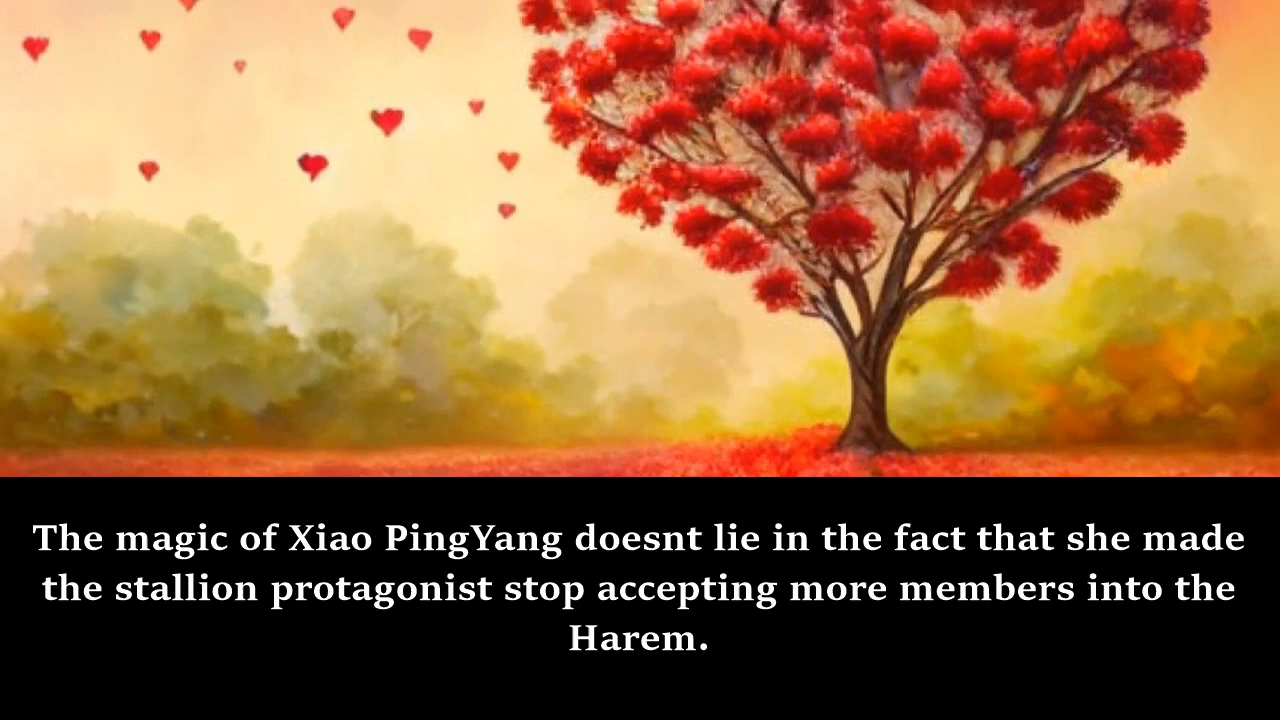 The magic of Xiao PingYang doesnt lie in the fact that she made
the stallion protagonist stop accepting more members into the
Harem.